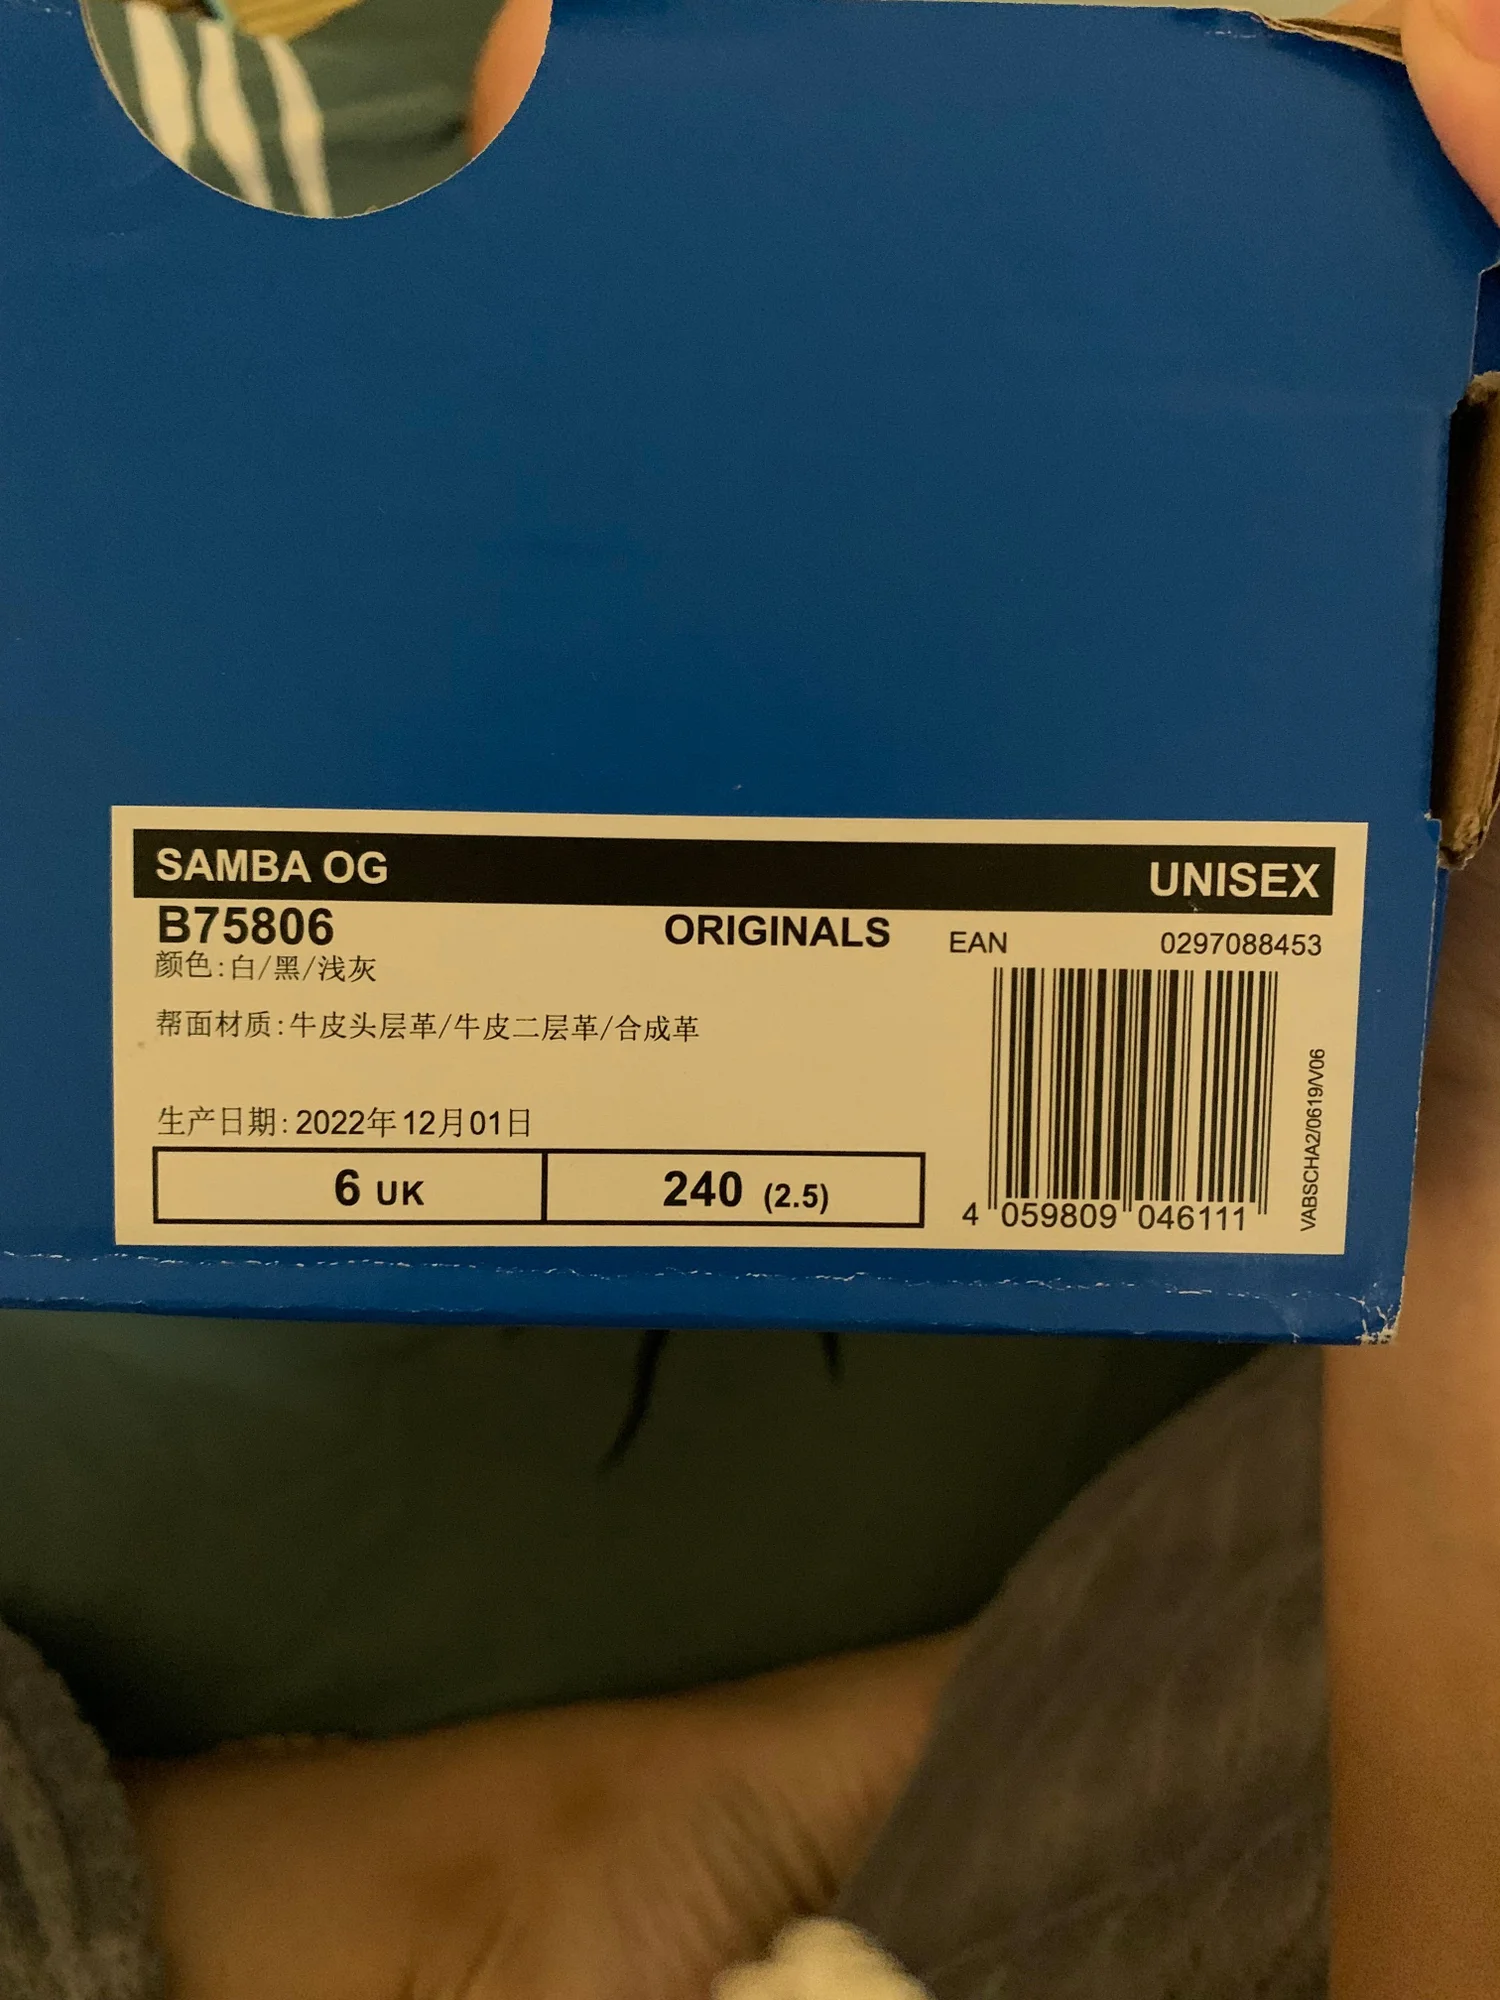 SAMBA OG UNISEX
B75806 ORIGINALS EAN 0297088453
颜色:白/黑/浅灰
帮面材质:牛皮头层革/牛皮二层革/合成革
生产日期:2022年12月01日
6 UK 240 (2.5)
4 059809 046111
VABSCHA2/0619/V06